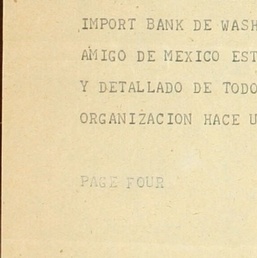 IMPORT BANK DE WASH
AMIGO DE MEXICO EST
Y DETALLADO DE TODO
ORGANIZACION HACE U
PAGE FOUR